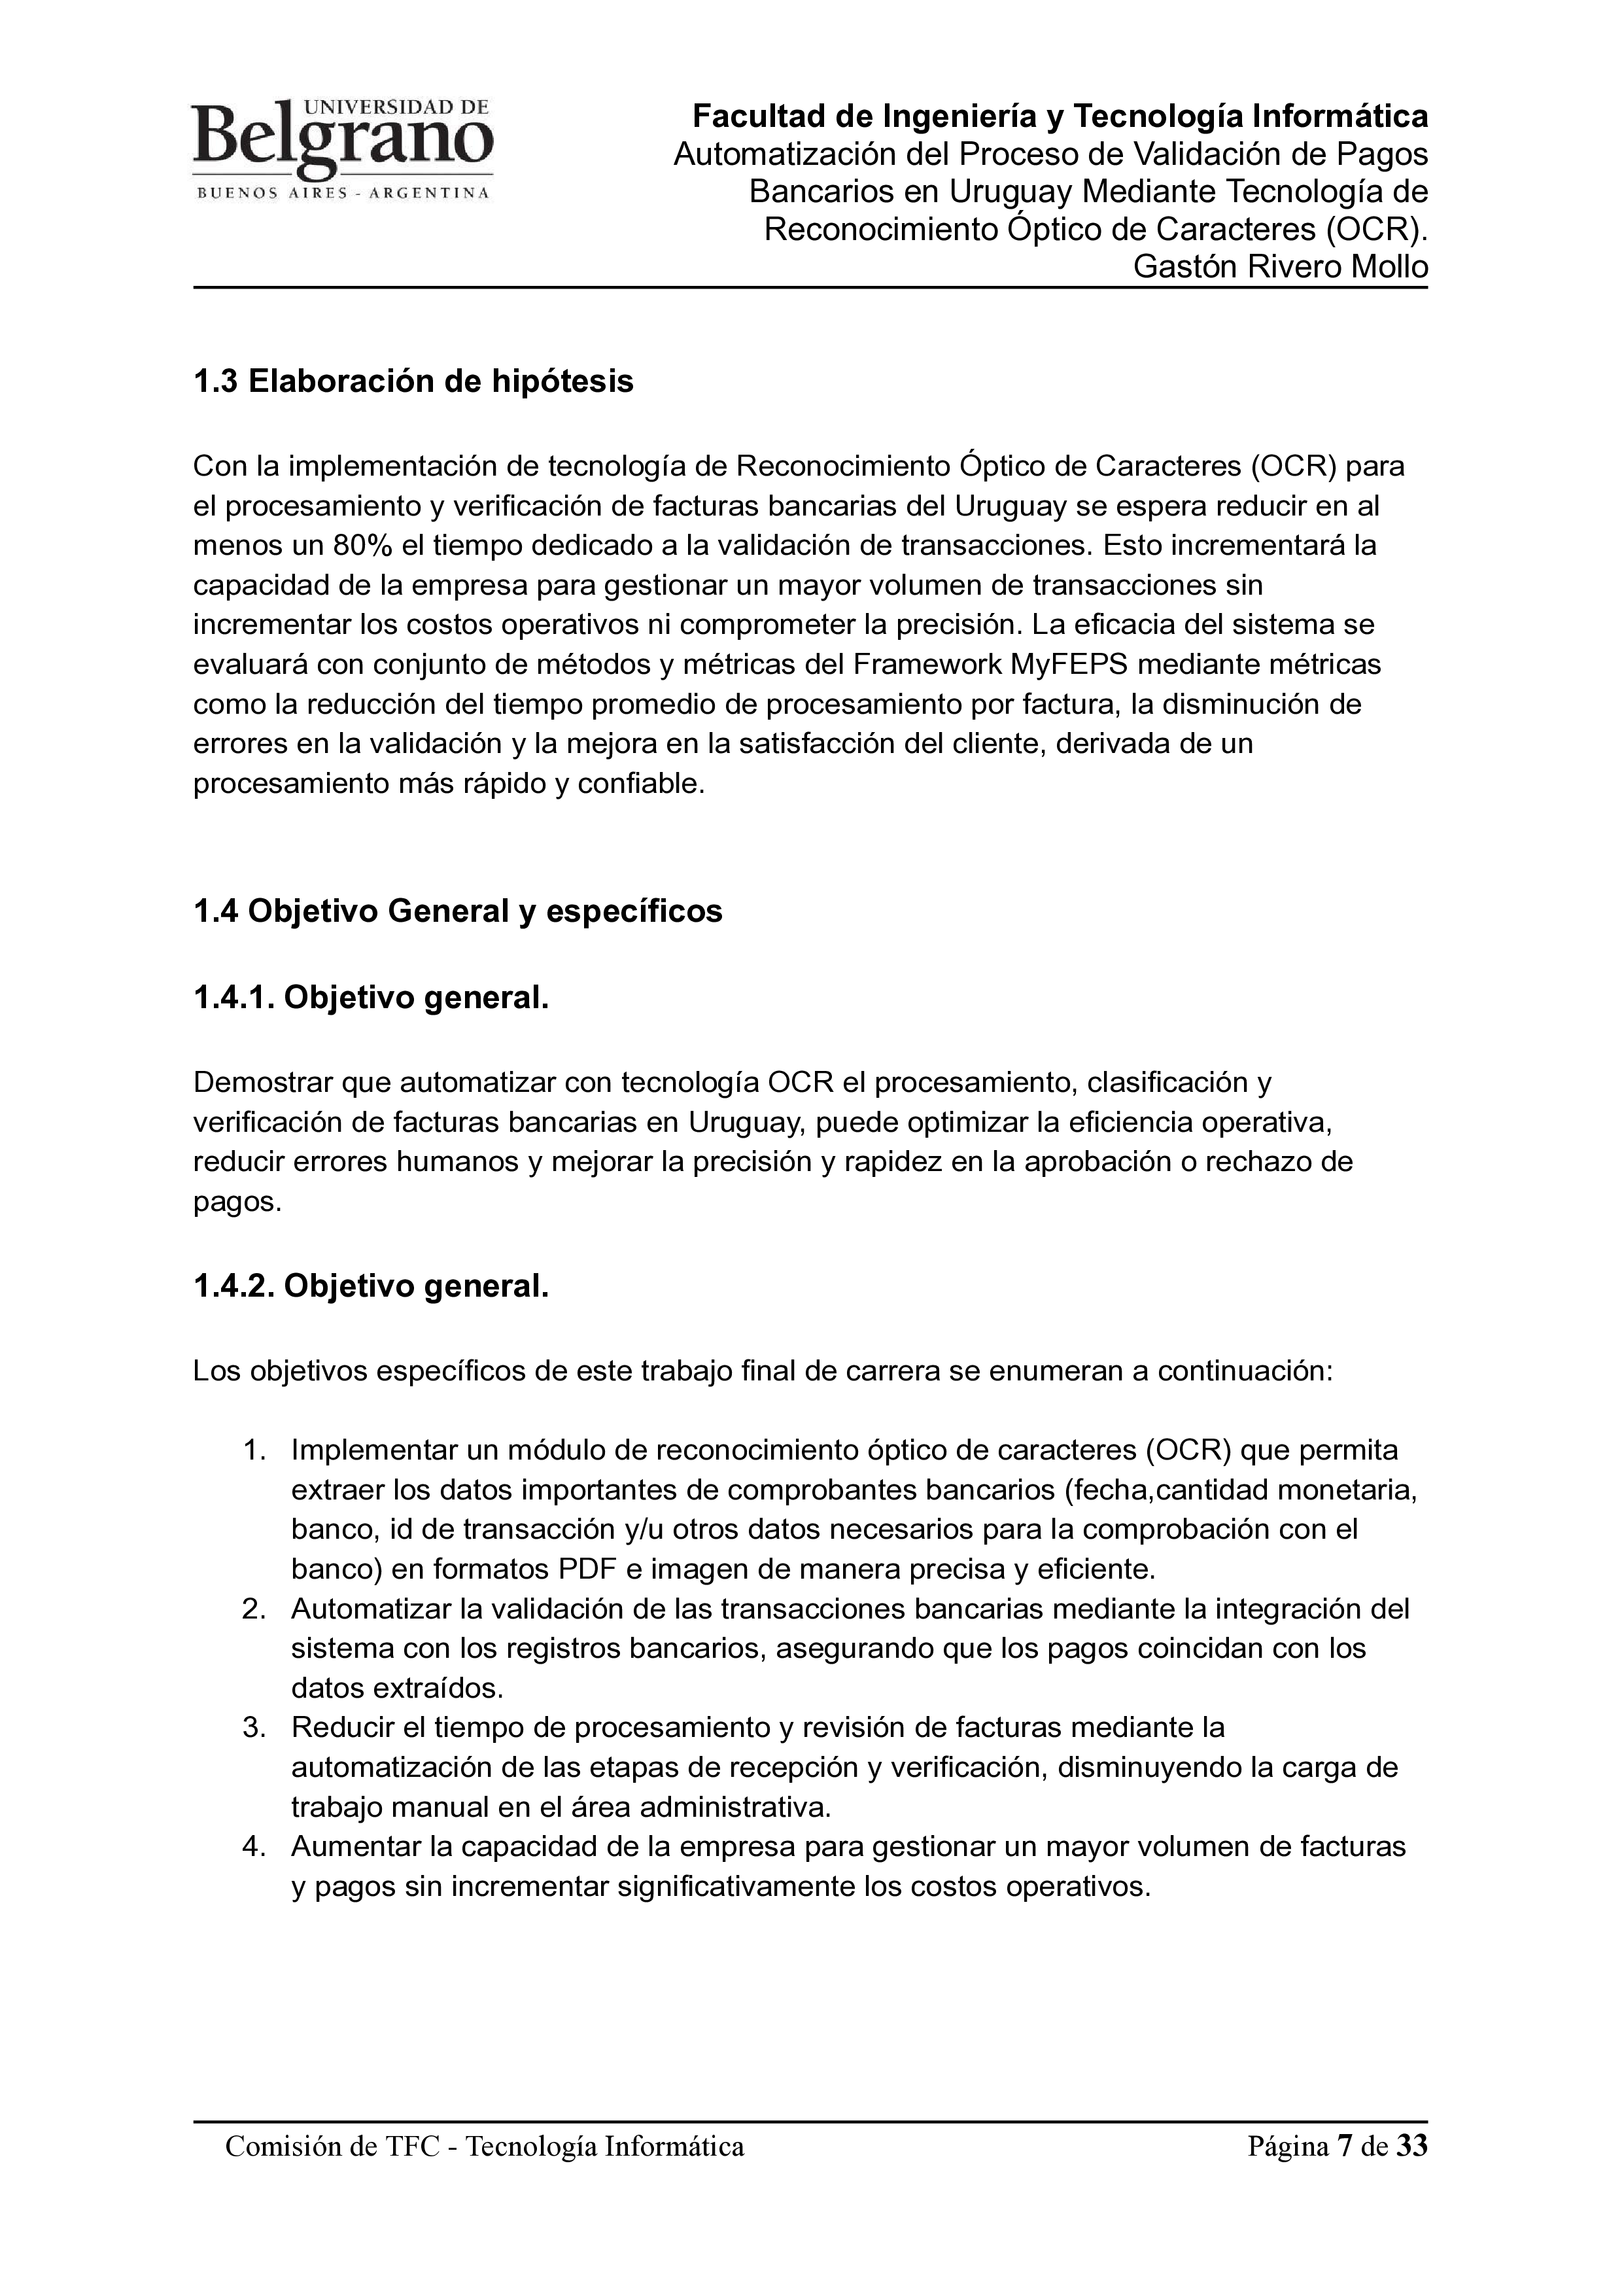 UNIVERSIDAD DE
Belgrano
BUENOS AIRES - ARGENTINA
Facultad de Ingeniería y Tecnología Informática
Automatización del Proceso de Validación de Pagos
Bancarios en Uruguay Mediante Tecnología de
Reconocimiento Óptico de Caracteres (OCR).
Gastón Rivero Mollo
1.3 Elaboración de hipótesis
Con la implementación de tecnología de Reconocimiento Óptico de Caracteres (OCR) para
el procesamiento y verificación de facturas bancarias del Uruguay se espera reducir en al
menos un 80% el tiempo dedicado a la validación de transacciones. Esto incrementará la
capacidad de la empresa para gestionar un mayor volumen de transacciones sin
incrementar los costos operativos ni comprometer la precisión. La eficacia del sistema se
evaluará con conjunto de métodos y métricas del Framework MyFEPS mediante métricas
como la reducción del tiempo promedio de procesamiento por factura, la disminución de
errores en la validación y la mejora en la satisfacción del cliente, derivada de un
procesamiento más rápido y confiable.
1.4 Objetivo General y específicos
1.4.1. Objetivo general.
Demostrar que automatizar con tecnología OCR el procesamiento, clasificación y
verificación de facturas bancarias en Uruguay, puede optimizar la eficiencia operativa,
reducir errores humanos y mejorar la precisión y rapidez en la aprobación o rechazo de
pagos.
1.4.2. Objetivo general.
Los objetivos específicos de este trabajo final de carrera se enumeran a continuación:
1. Implementar un módulo de reconocimiento óptico de caracteres (OCR) que permita
extraer los datos importantes de comprobantes bancarios (fecha,cantidad monetaria,
banco, id de transacción y/u otros datos necesarios para la comprobación con el
banco) en formatos PDF e imagen de manera precisa y eficiente.
2. Automatizar la validación de las transacciones bancarias mediante la integración del
sistema con los registros bancarios, asegurando que los pagos coincidan con los
datos extraídos.
3. Reducir el tiempo de procesamiento y revisión de facturas mediante la
automatización de las etapas de recepción y verificación, disminuyendo la carga de
trabajo manual en el área administrativa.
4. Aumentar la capacidad de la empresa para gestionar un mayor volumen de facturas
y pagos sin incrementar significativamente los costos operativos.
Comisión de TFC - Tecnología Informática
Página 7 de 33